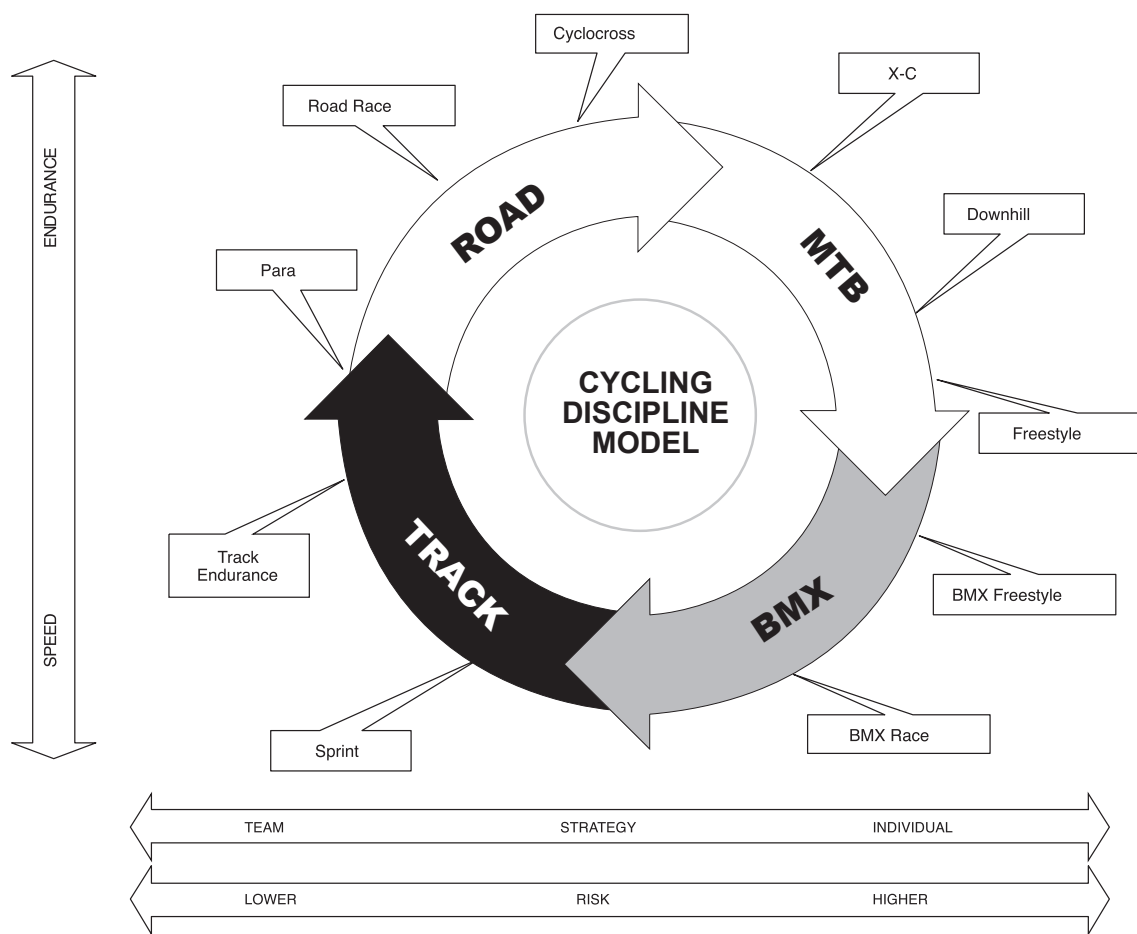 Cyclocross
X-C
Road Race
ENDURANCE
ROAD
MTB
Downhill
Para
CYCLING
DISCIPLINE
MODEL
Freestyle
Track
Endurance
TRACK
BMX
BMX Freestyle
SPEED
Sprint
BMX Race
TEAM STRATEGY INDIVIDUAL
LOWER RISK HIGHER